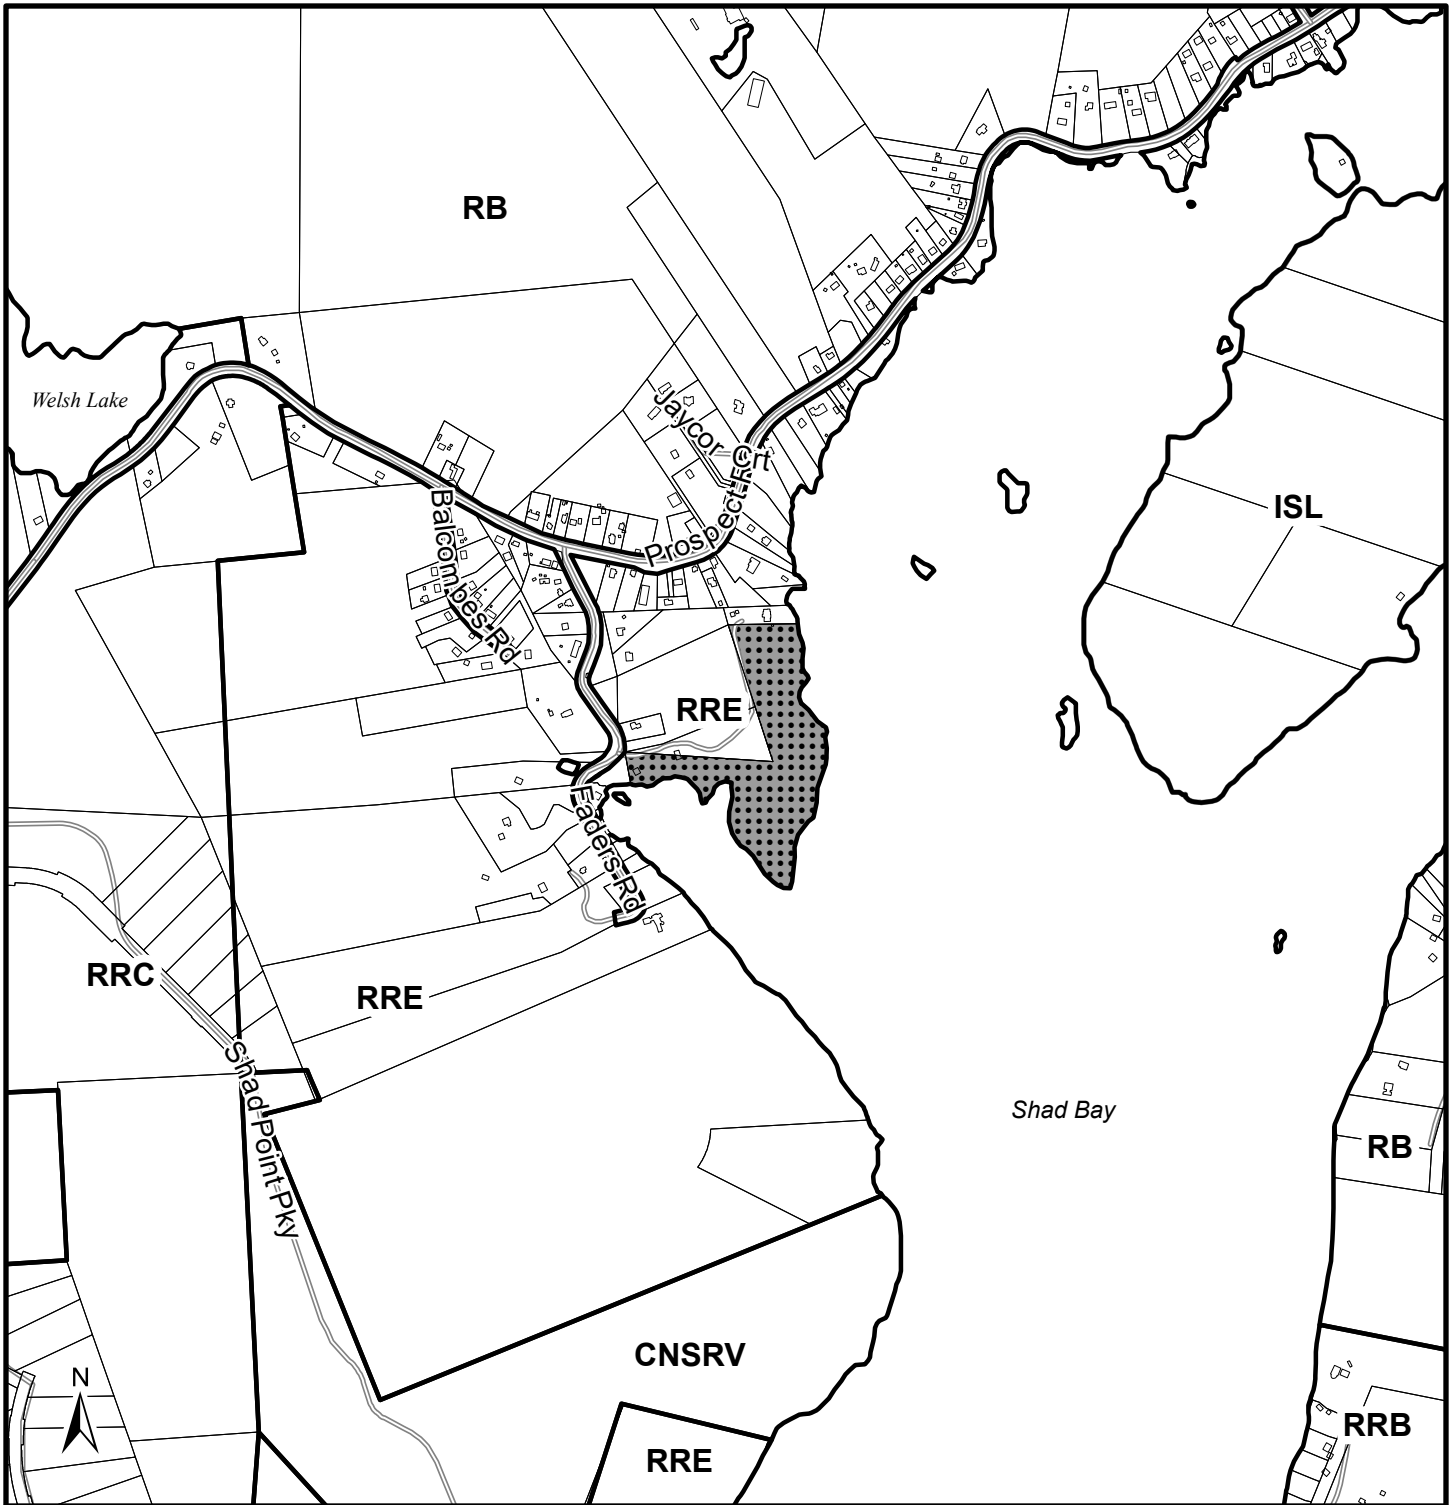 RB
Welsh Lake
Jaycor Crt
Prospect Rd
Balcombes Rd
ISL
RRE
Faders Rd
RRC
RRE
Shad Point Pky
Shad Bay
RB
CNSRV
N
RRB
RRE